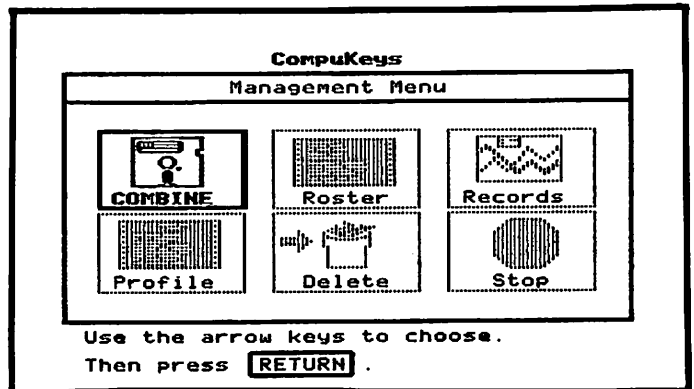 CompuKeys
Management Menu
COMBINE Roster Records
Profile Delete Stop
Use the arrow keys to choose.
Then press RETURN .